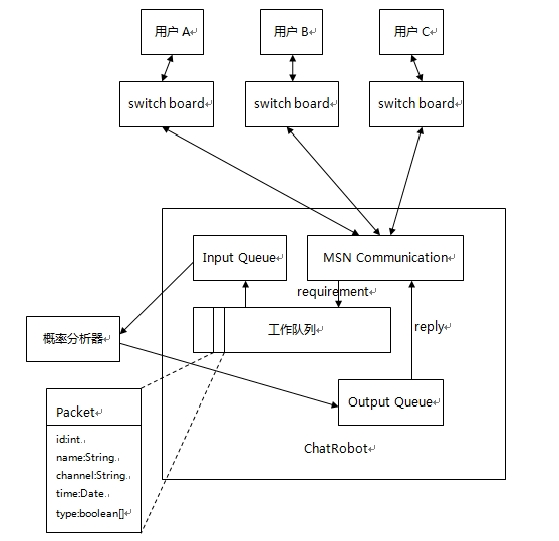 用户 A
用户 B
用户 C
switch board
switch board
switch board
Input Queue
MSN Communication
requirement
工作队列
reply
概率分析器
Output Queue
Packet
ChatRobot
id:int
name:String
channel:String
time:Date
type:boolean[]